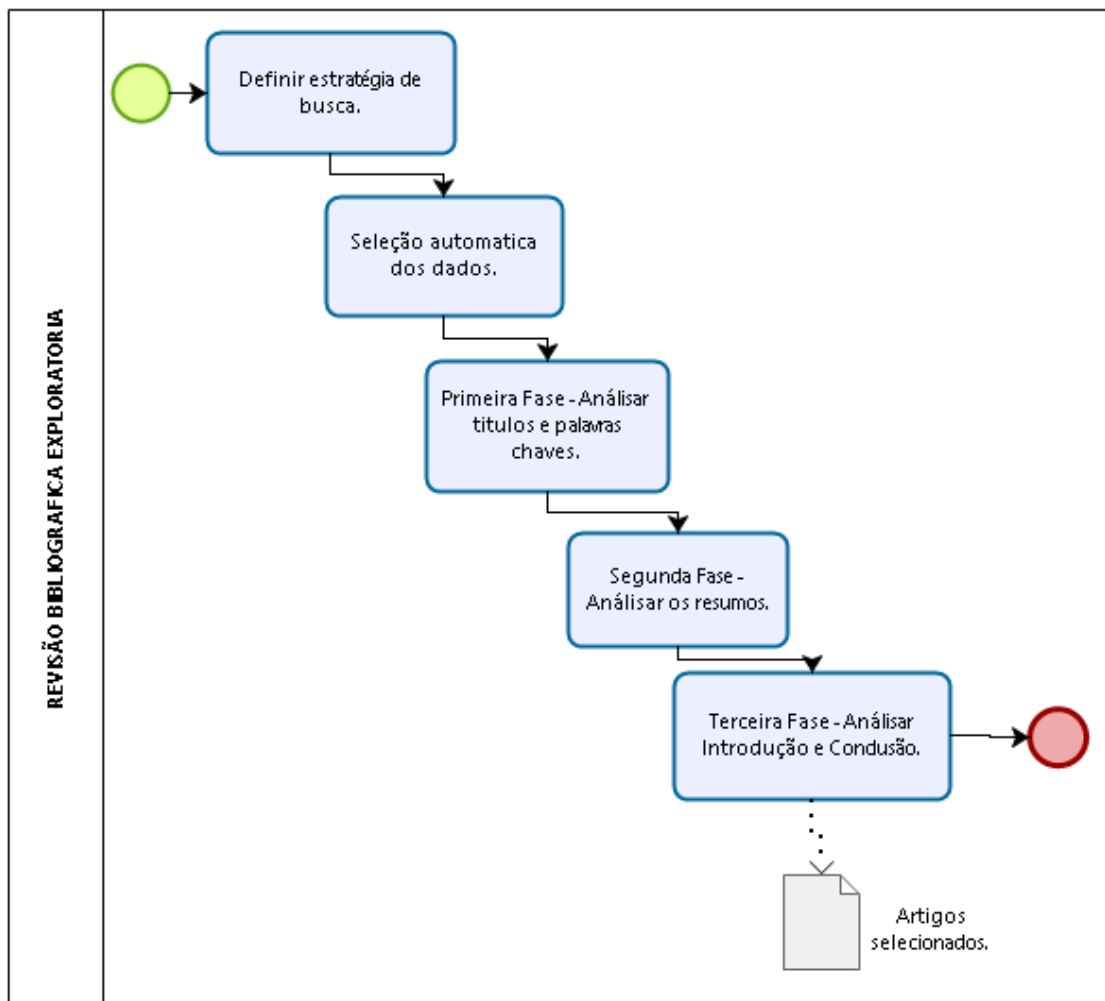 REVISÃO BIBLIOGRAFICA EXPLORATORIA
Definir estratégia de
busca.
Seleção automatica
dos dados.
Primeira Fase - Análisar
titulos e palavras
chaves.
Segunda Fase -
Análisar os resumos.
Terceira Fase - Análisar
Introdução e Conclusão.
Artigos
selecionados.